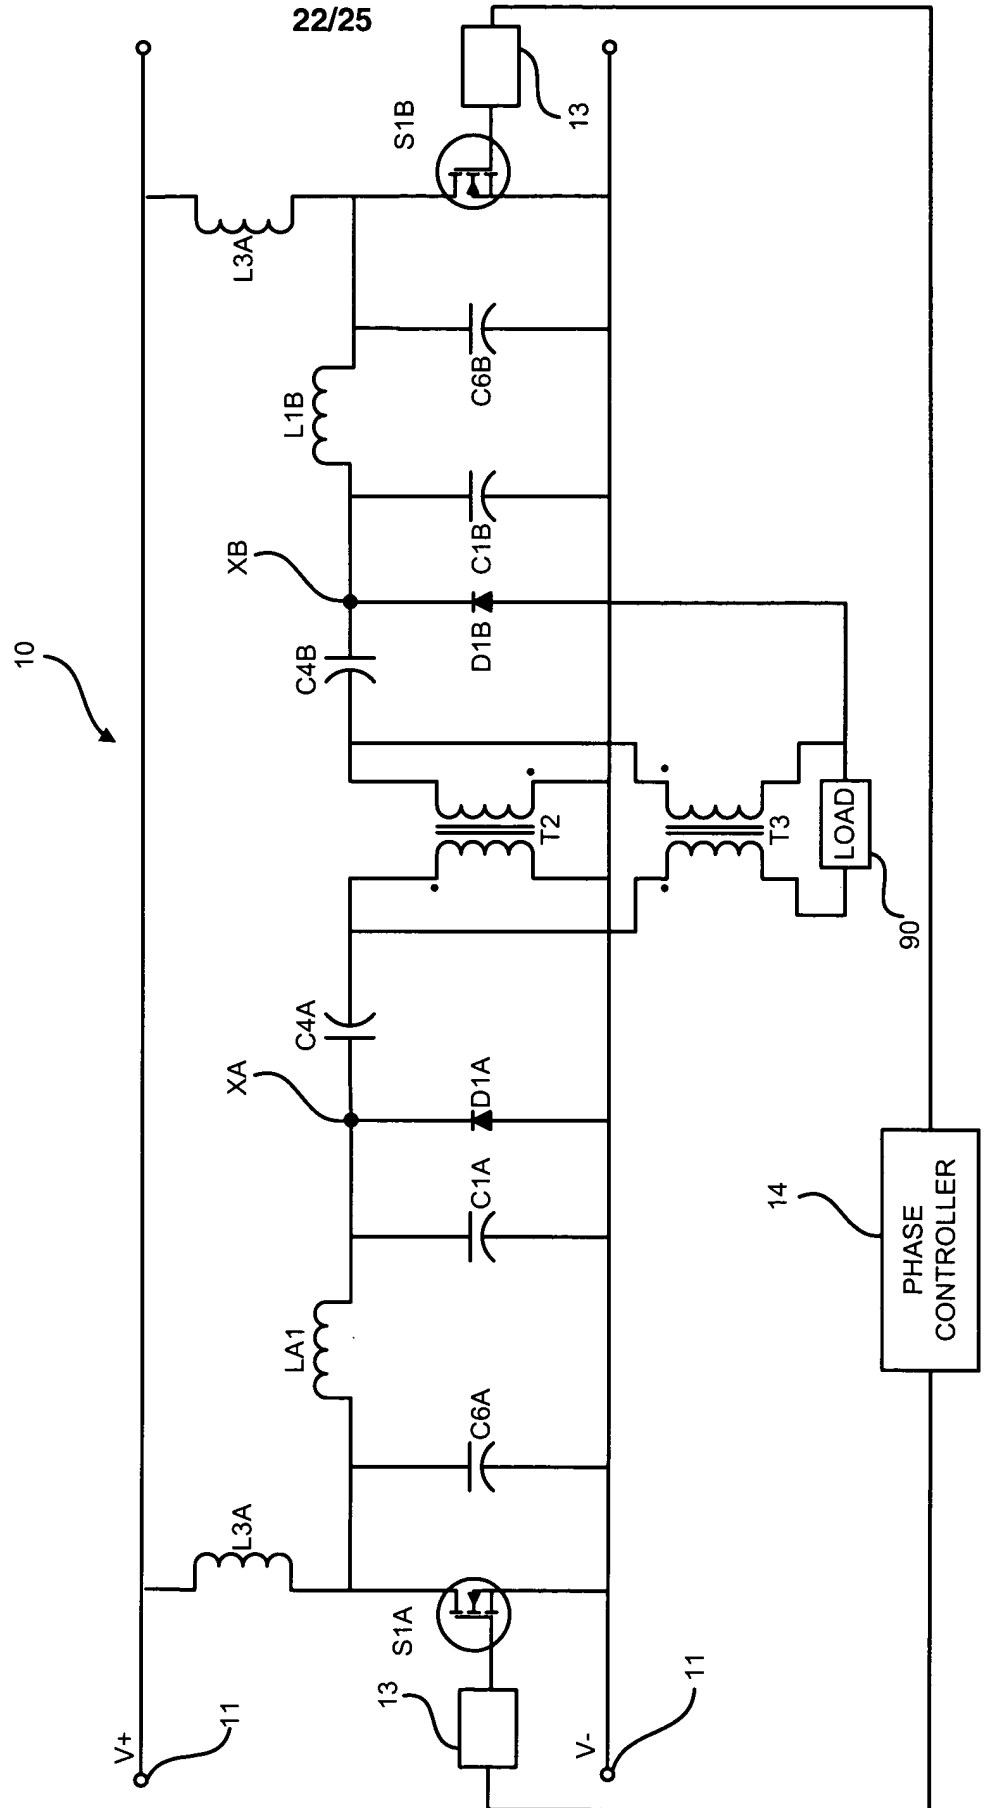 22/25
10
V+
11
L3A
LA1
XA
C4A
C4B
XB
L1B
L3A
S1A
13
C6A
C1A
D1A
T2
D1B
C1B
C6B
S1B
13
V-
11
T3
LOAD
90
14
PHASE
CONTROLLER